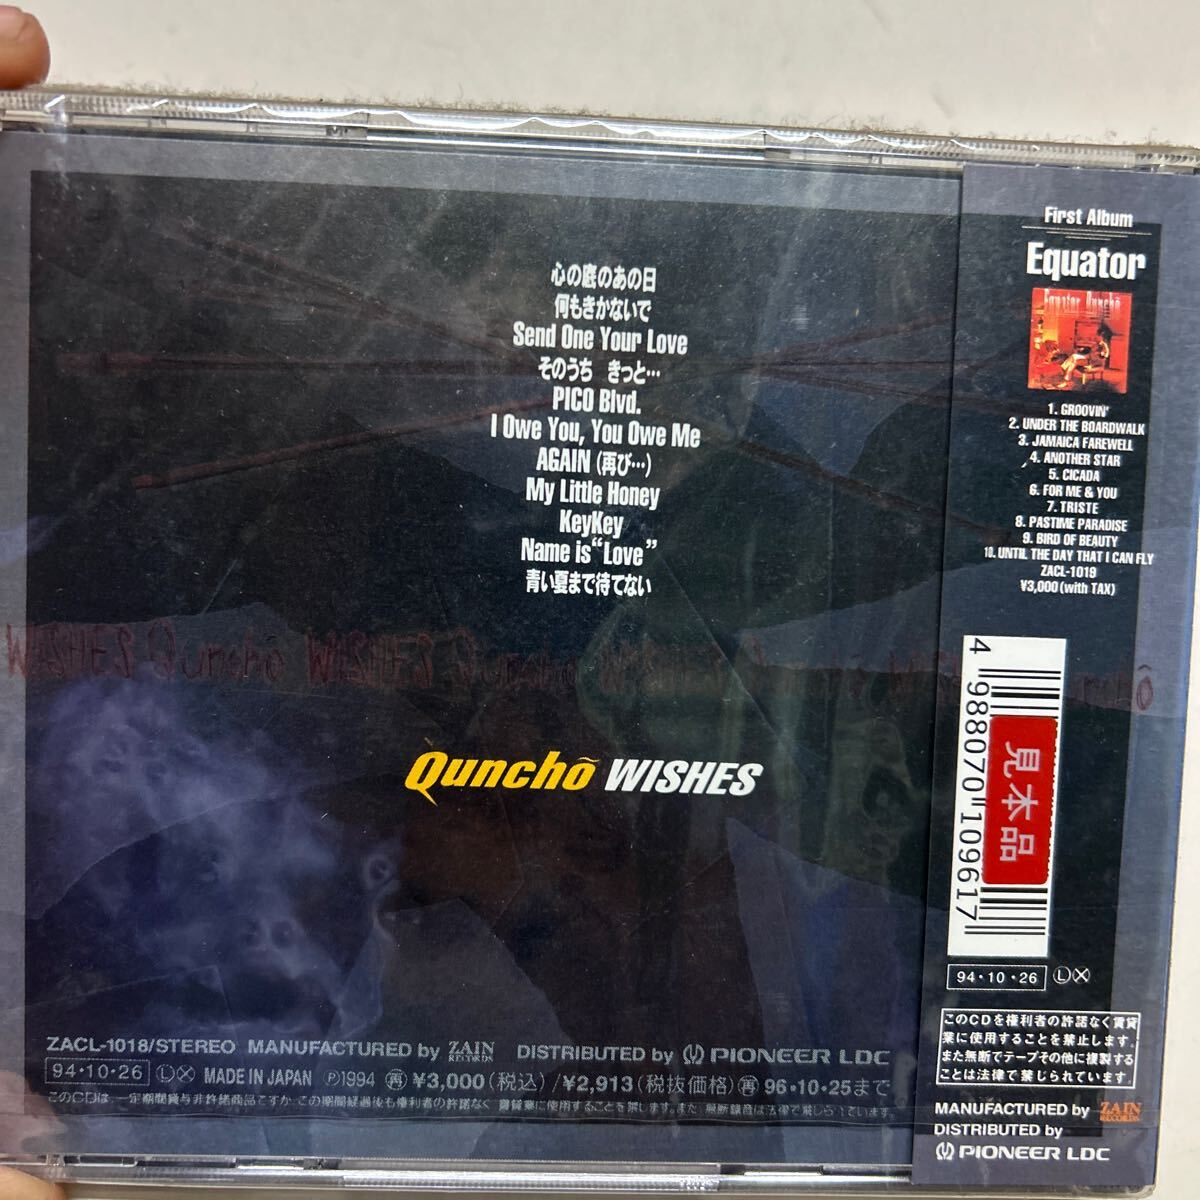 心の底のあの日
何もきかないで
Send One Your Love
そのうち きっと…
PICO Blvd.
I Owe You, You Owe Me
AGAIN (再び…)
My Little Honey
KeyKey
Name is “Love”
青い夏まで待てない
WISHES Qunchõ WISHES Qunchõ
Qunchõ WISHES
ZACL-1018/STEREO MANUFACTURED by ZAIN RECORDS DISTRIBUTED by PIONEER LDC
94・10・26 Ⓛ MADE IN JAPAN Ⓟ1994 再 ¥3,000(税込)/¥2,913(税抜価格) 再 96・10・25まで
First Album
Equator
Equator Qunchõ
1. GROOVIN'
2. UNDER THE BOARDWALK
3. JAMAICA FAREWELL
4. ANOTHER STAR
5. CICADA
6. FOR ME & YOU
7. TRISTE
8. PASTIME PARADISE
9. BIRD OF BEAUTY
10. UNTIL THE DAY THAT I CAN FLY
ZACL-1019
¥3,000 (with TAX)
4 988070 109617
見本品
94・10・26 Ⓛ
このCDを権利者の許諾なく賃貸
業に使用することを禁止します。
また無断でテープその他に複製する
ことは法律で禁じられています。
MANUFACTURED by ZAIN RECORDS
DISTRIBUTED by
PIONEER LDC